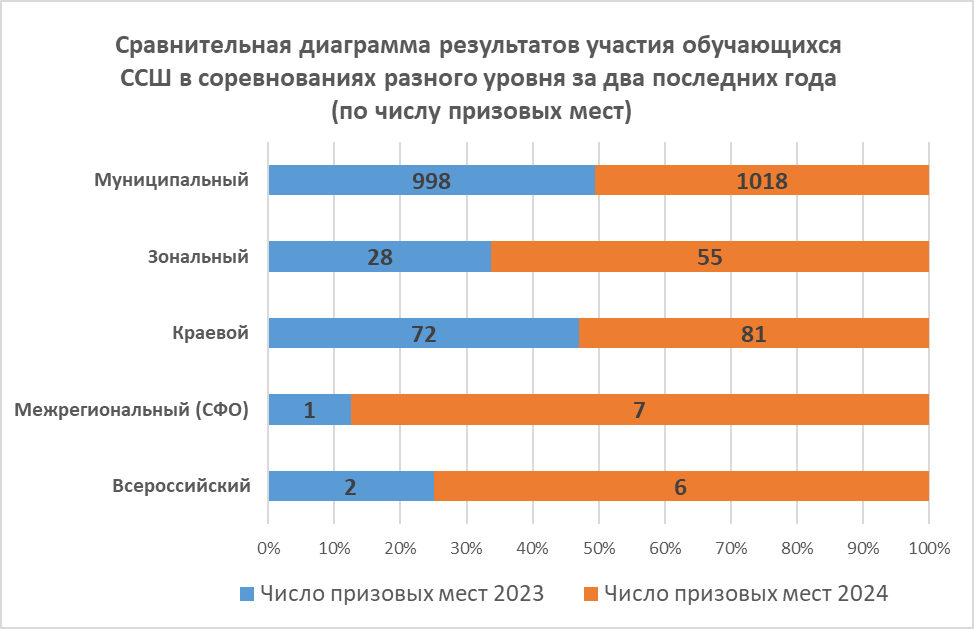 Сравнительная диаграмма результатов участия обучающихся
ССШ в соревнованиях разного уровня за два последних года
(по числу призовых мест)
Муниципальный 998 1018
Зональный 28 55
Краевой 72 81
Межрегиональный (СФО) 1 7
Всероссийский 2 6
0% 10% 20% 30% 40% 50% 60% 70% 80% 90% 100%
Число призовых мест 2023 Число призовых мест 2024